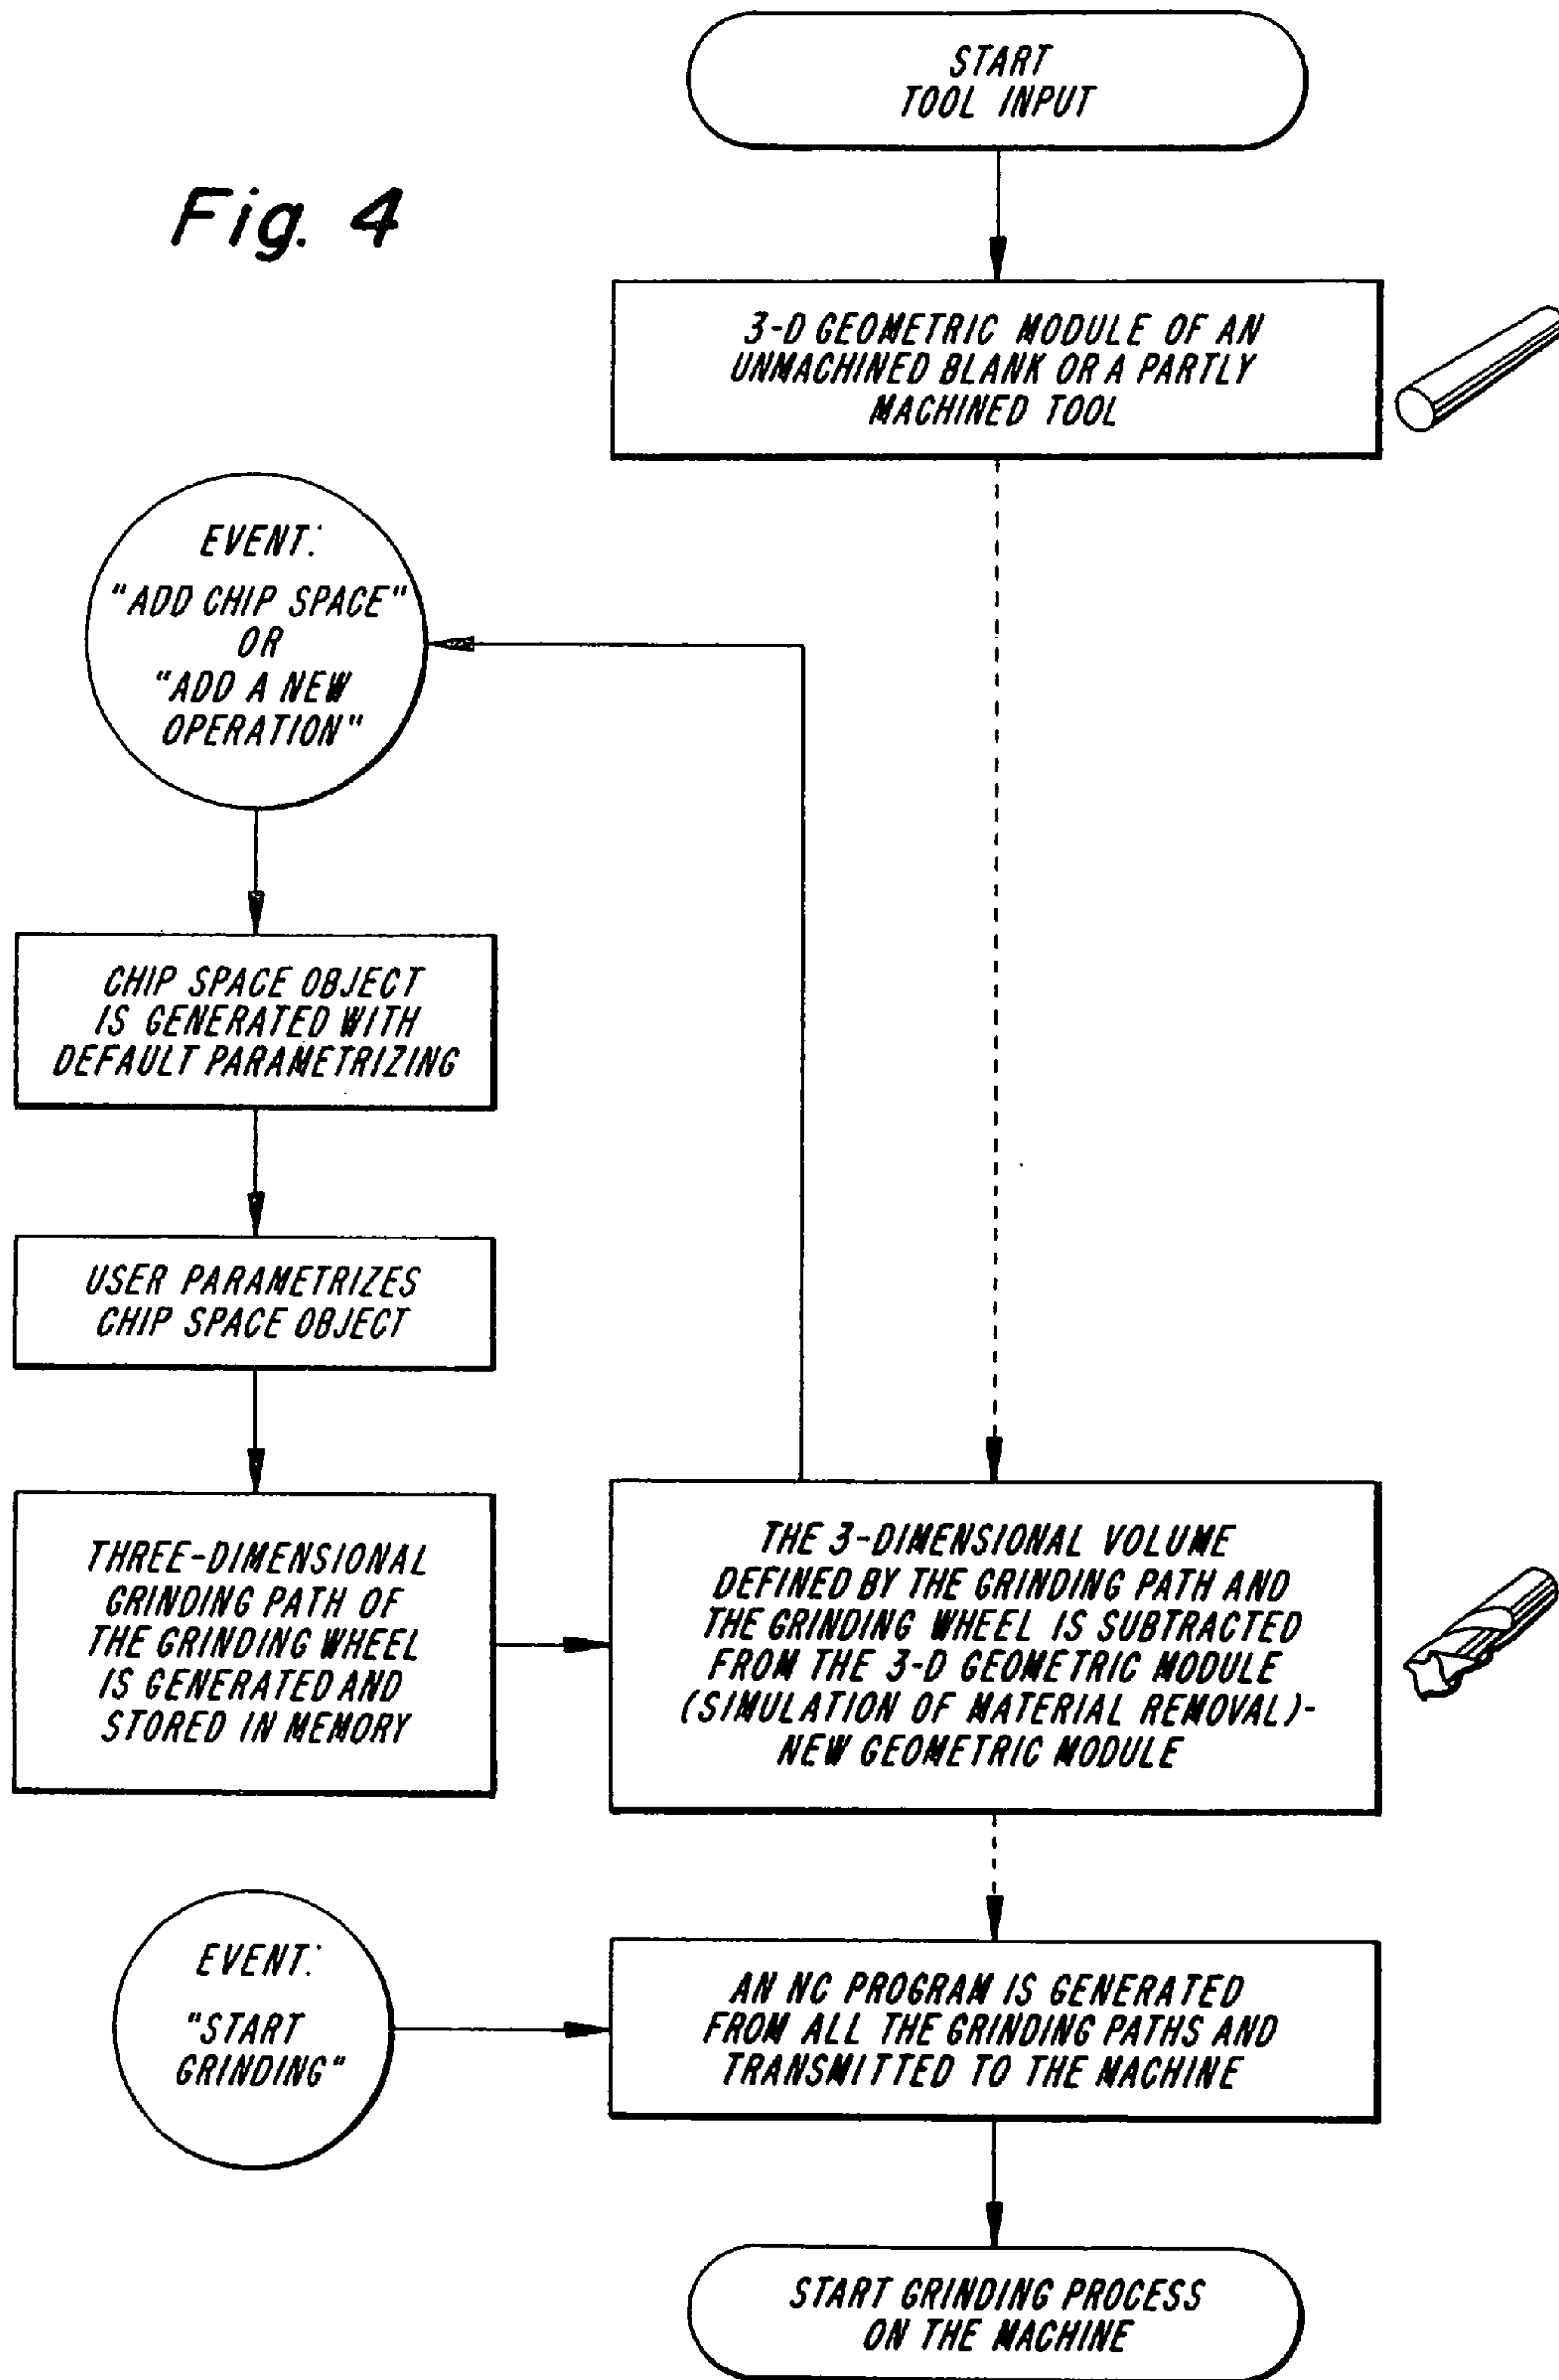 START
TOOL INPUT
Fig. 4
3-D GEOMETRIC MODULE OF AN
UNMACHINED BLANK OR A PARTLY
MACHINED TOOL
EVENT:
"ADD CHIP SPACE"
OR
"ADD A NEW
OPERATION"
CHIP SPACE OBJECT
IS GENERATED WITH
DEFAULT PARAMETRIZING
USER PARAMETRIZES
CHIP SPACE OBJECT
THREE-DIMENSIONAL
GRINDING PATH OF
THE GRINDING WHEEL
IS GENERATED AND
STORED IN MEMORY
THE 3-DIMENSIONAL VOLUME
DEFINED BY THE GRINDING PATH AND
THE GRINDING WHEEL IS SUBTRACTED
FROM THE 3-D GEOMETRIC MODULE
(SIMULATION OF MATERIAL REMOVAL)-
NEW GEOMETRIC MODULE
EVENT:
"START
GRINDING"
AN NC PROGRAM IS GENERATED
FROM ALL THE GRINDING PATHS AND
TRANSMITTED TO THE MACHINE
START GRINDING PROCESS
ON THE MACHINE